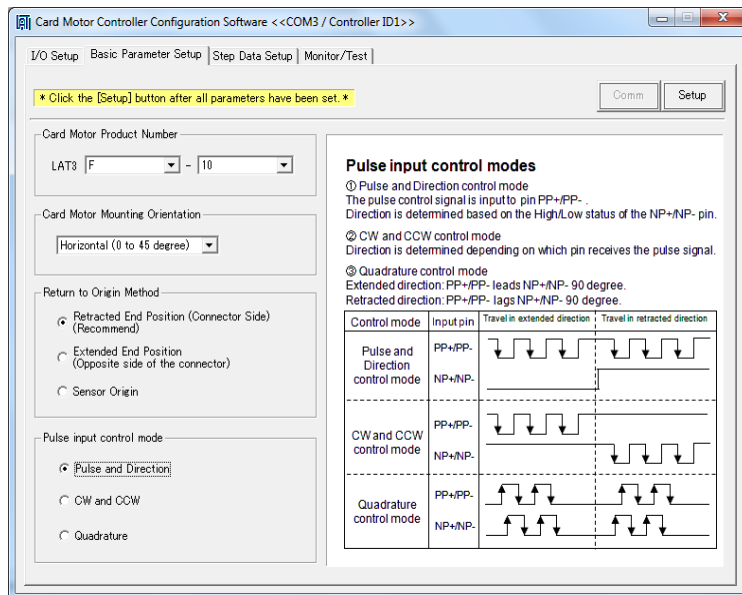 Card Motor Controller Configuration Software <<COM3 / Controller ID1>>
I/O Setup
Basic Parameter Setup
Step Data Setup
Monitor/Test
* Click the [Setup] button after all parameters have been set. *
Comm
Setup
Card Motor Product Number
LAT3 F - 10
Card Motor Mounting Orientation
Horizontal (0 to 45 degree)
Return to Origin Method
Retracted End Position (Connector Side)
(Recommend)
Extended End Position
(Opposite side of the connector)
Sensor Origin
Pulse input control mode
Pulse and Direction
CW and CCW
Quadrature
Pulse input control modes
① Pulse and Direction control mode
The pulse control signal is input to pin PP+/PP- .
Direction is determined based on the High/Low status of the NP+/NP- pin.
② CW and CCW control mode
Direction is determined depending on which pin receives the pulse signal.
③ Quadrature control mode
Extended direction: PP+/PP- leads NP+/NP- 90 degree.
Retracted direction: PP+/PP- lags NP+/NP- 90 degree.
Control mode
Input pin
Travel in extended direction
Travel in retracted direction
Pulse and
Direction
control mode
PP+/PP-
NP+/NP-
CW and CCW
control mode
PP+/PP-
NP+/NP-
Quadrature
control mode
PP+/PP-
NP+/NP-